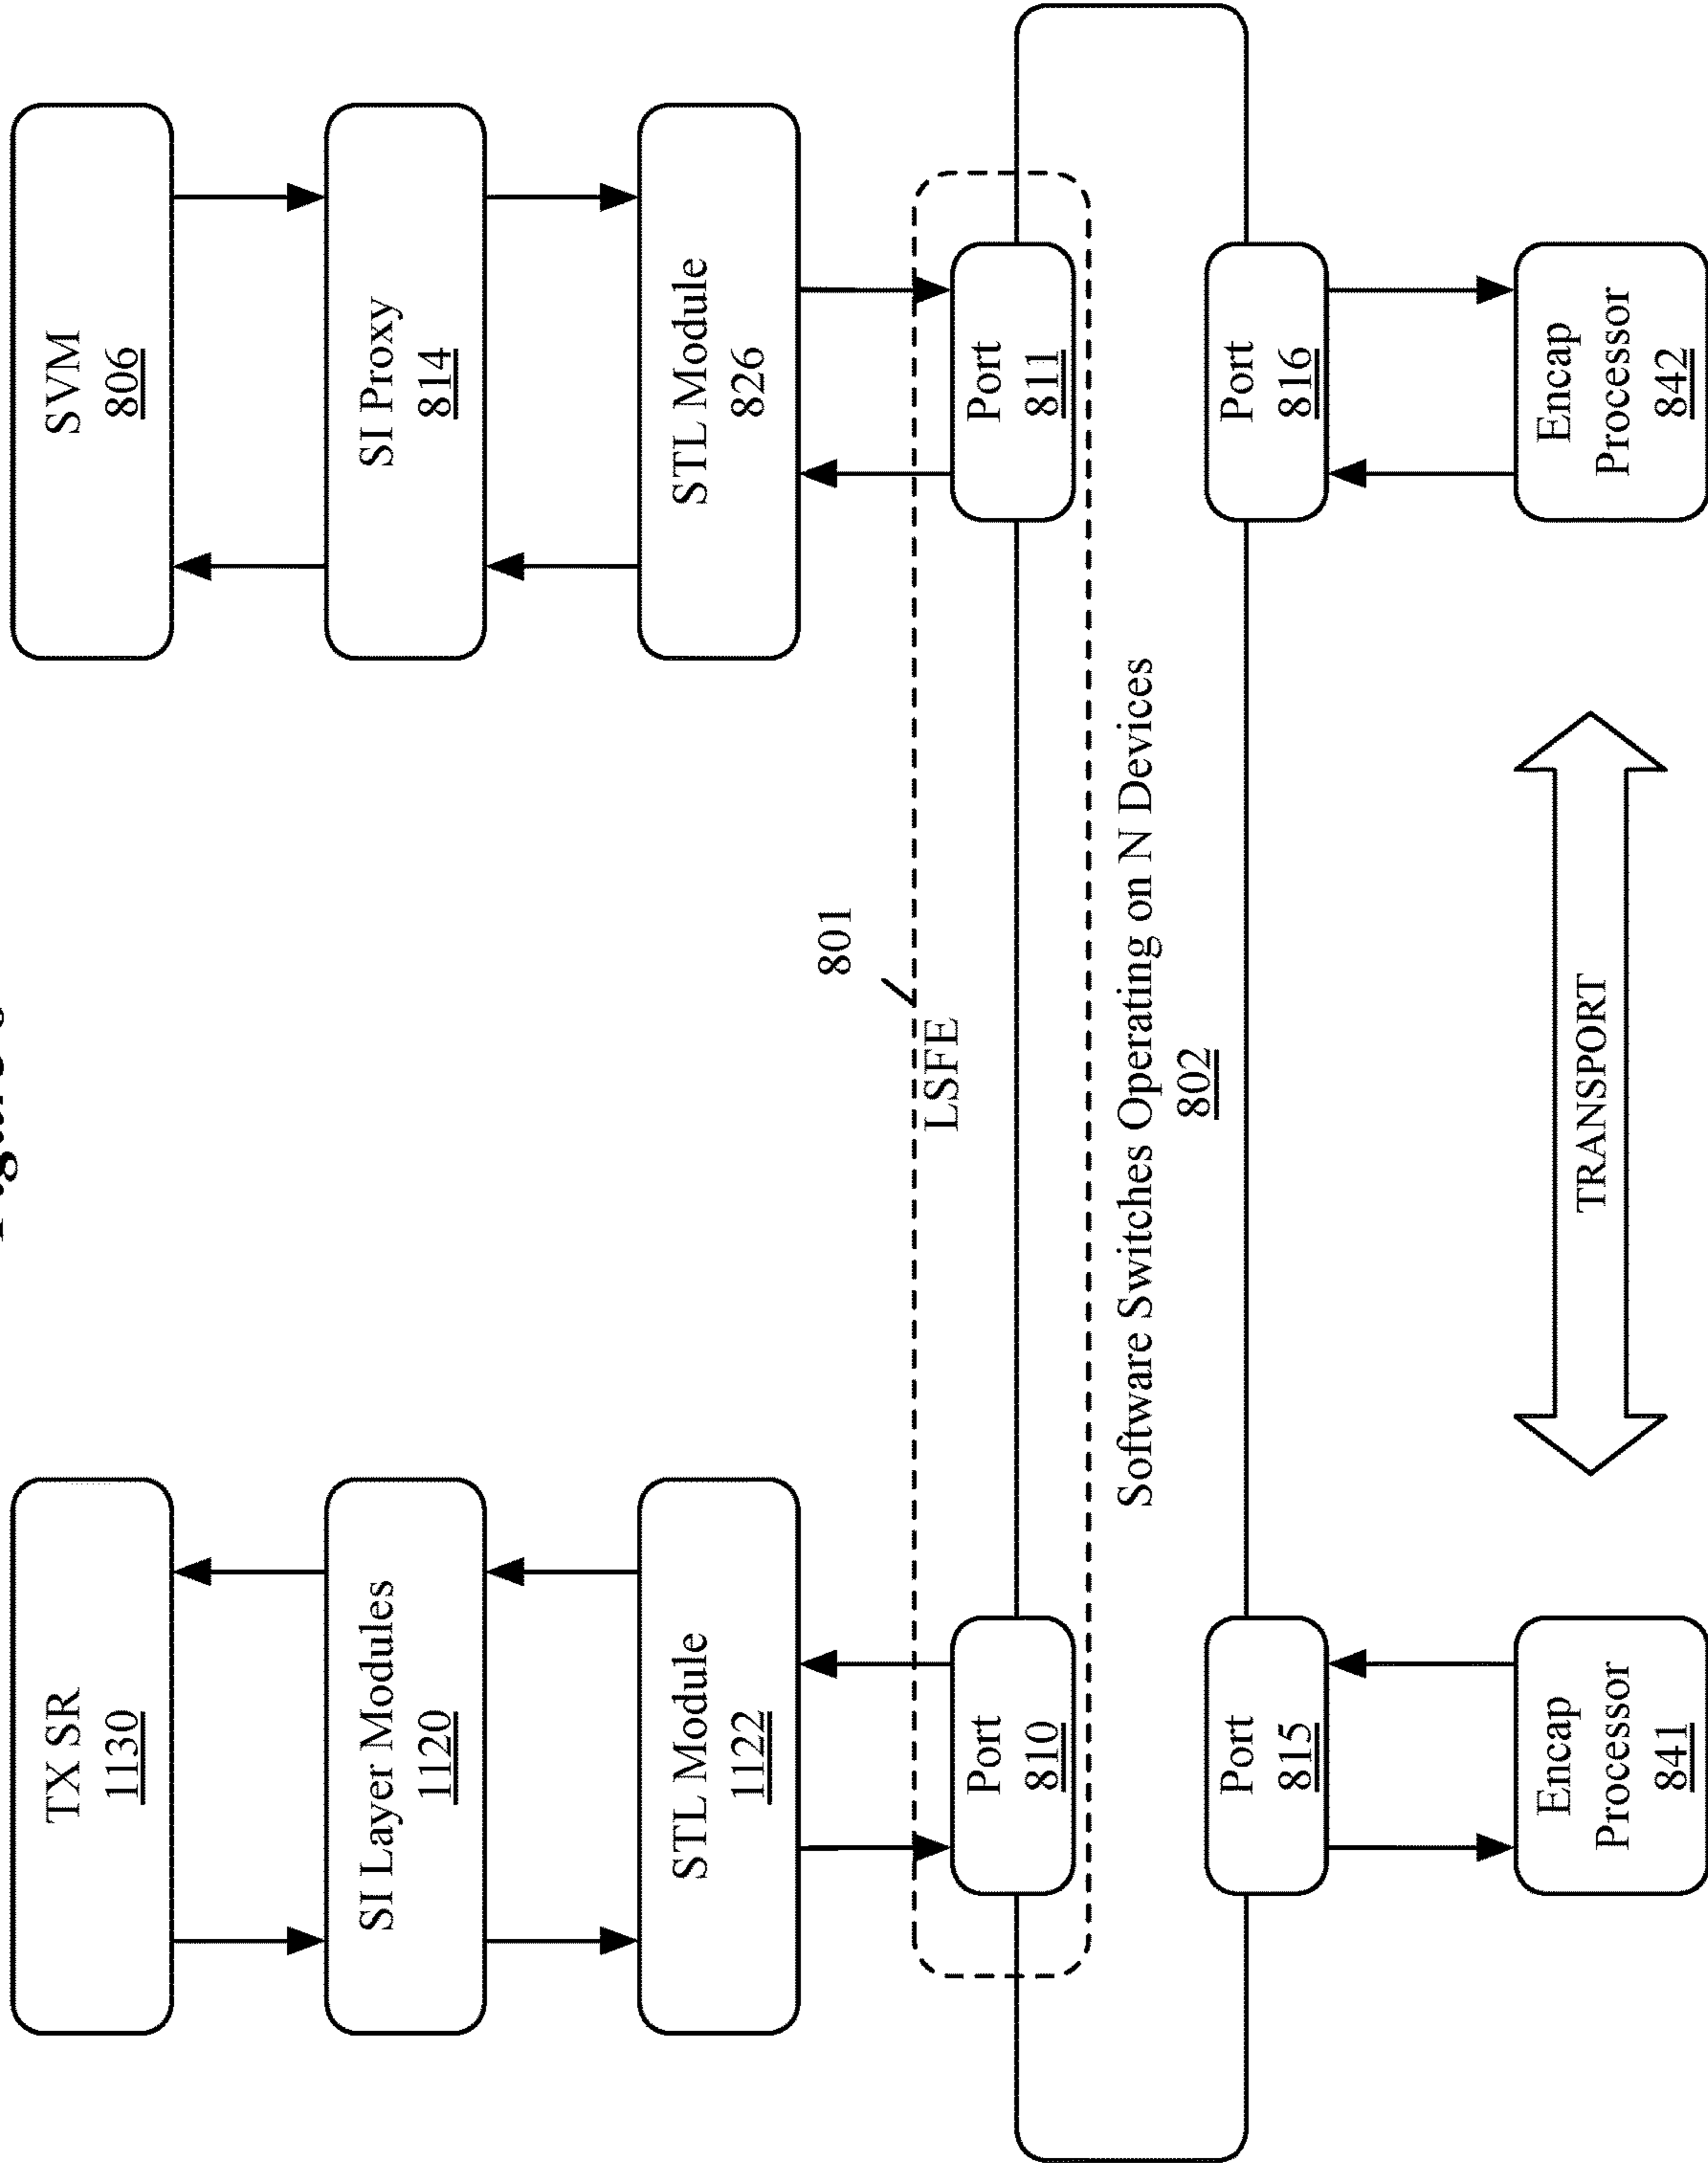 TX SR
1130
SVM
806
SI Layer Modules
1120
SI Proxy
814
STL Module
1122
STL Module
826
801
LSFE
Port
810
Port
811
Software Switches Operating on N Devices
802
Port
815
Port
816
Encap
Processor
841
TRANSPORT
Encap
Processor
842